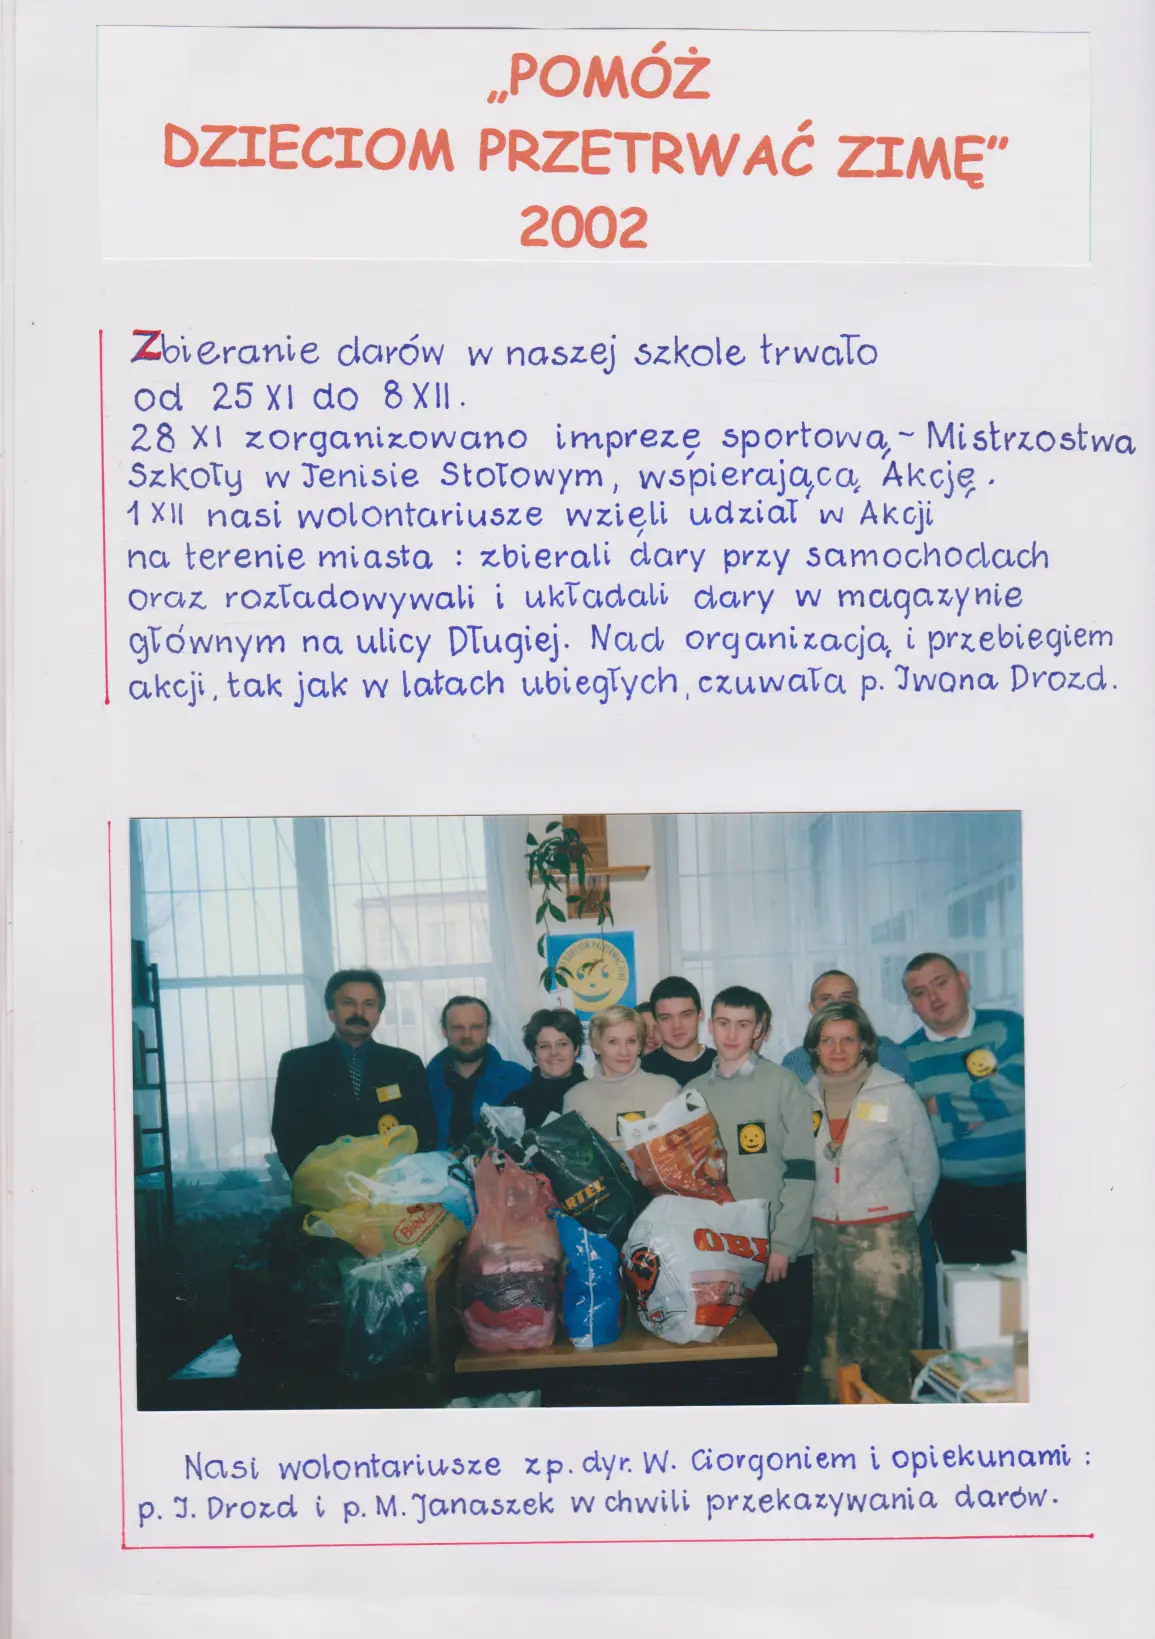 „POMÓŻ
DZIECIOM PRZETRWAĆ ZIMĘ”
2002
Zbieranie darów w naszej szkole trwało
od 25 XI do 8 XII.
28 XI zorganizowano imprezę sportową - Mistrzostwa
Szkoły w Tenisie Stołowym, wspierającą Akcję.
1 XII nasi wolontariusze wzięli udział w Akcji
na terenie miasta : zbierali dary przy samochodach
oraz rozładowywali i układali dary w magazynie
głównym na ulicy Długiej. Nad organizacją i przebiegiem
akcji, tak jak w latach ubiegłych, czuwała p. Iwona Drozd.
OBI
Nasi wolontariusze z p. dyr. W. Giorgoniem i opiekunami :
p. I. Drozd i p. M. Janaszek w chwili przekazywania darów.